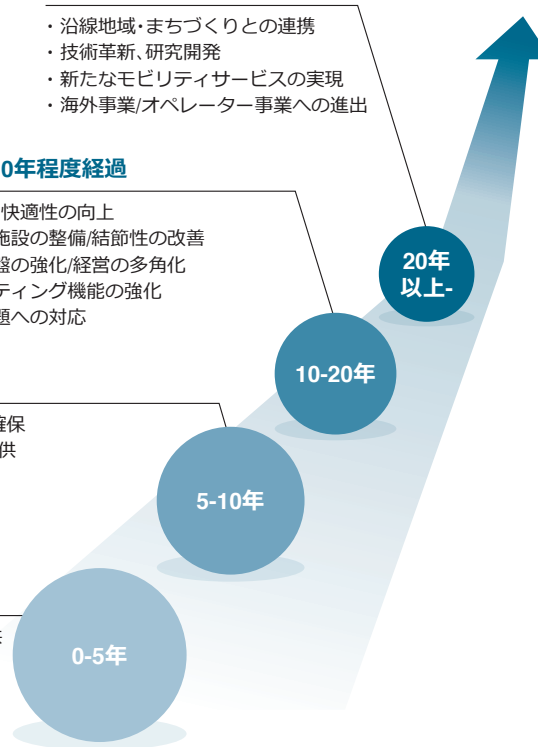 ・沿線地域・まちづくりとの連携
・技術革新、研究開発
・新たなモビリティサービスの実現
・海外事業/オペレーター事業への進出
0年程度経過
快適性の向上
施設の整備/結節性の改善
盤の強化/経営の多角化
ティング機能の強化
題への対応
20年
以上-
10-20年
確保
供
5-10年
0-5年